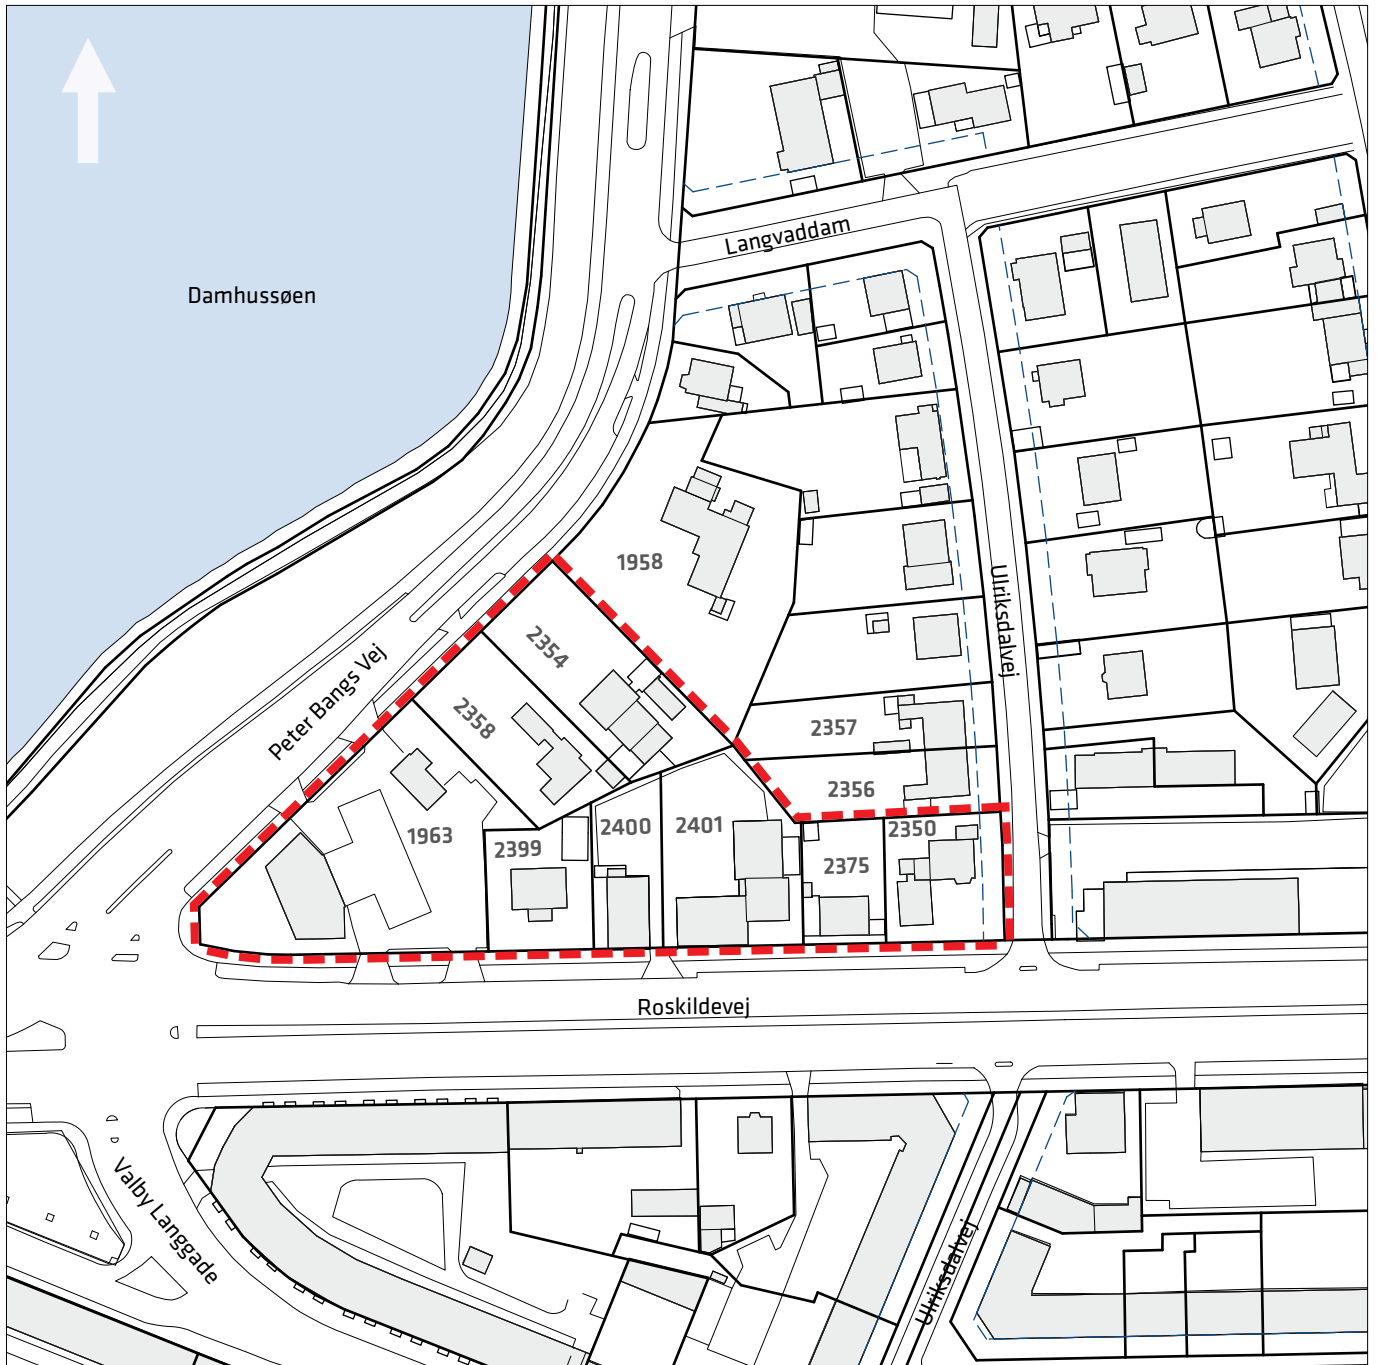 Langvaddam
Damhussøen
1958
Ulriksdalvej
2354
Peter Bangs Vej
2358
2357
2356
1963
2399
2400
2401
2350
2375
Roskildevej
Valby Langgade
Ulriksdalvej